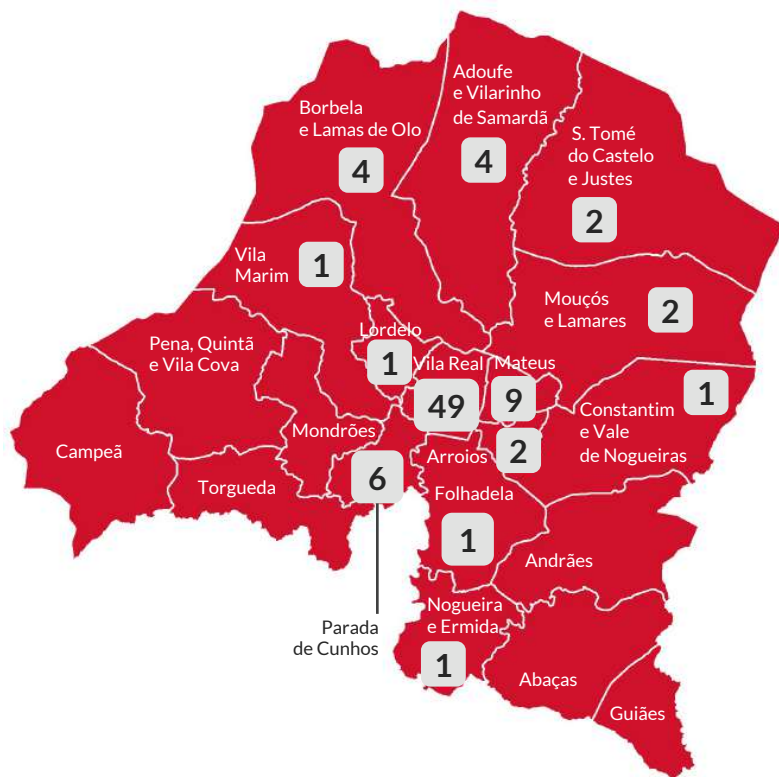 Adoufe
e Vilarinho
de Samardã
4
Borbela
e Lamas de Olo
4
S. Tomé
do Castelo
e Justes
2
Vila
Marim
1
Mouçós
e Lamares
2
Lordelo
1
Pena, Quintã
e Vila Cova
Vila Real
49
Mateus
9
Constantim
e Vale
de Nogueiras
1
Campeã
Mondrões
Arroios
2
Torgueda
6
Parada
de Cunhos
Folhadela
1
Andrães
Nogueira
e Ermida
1
Abaças
Guiães